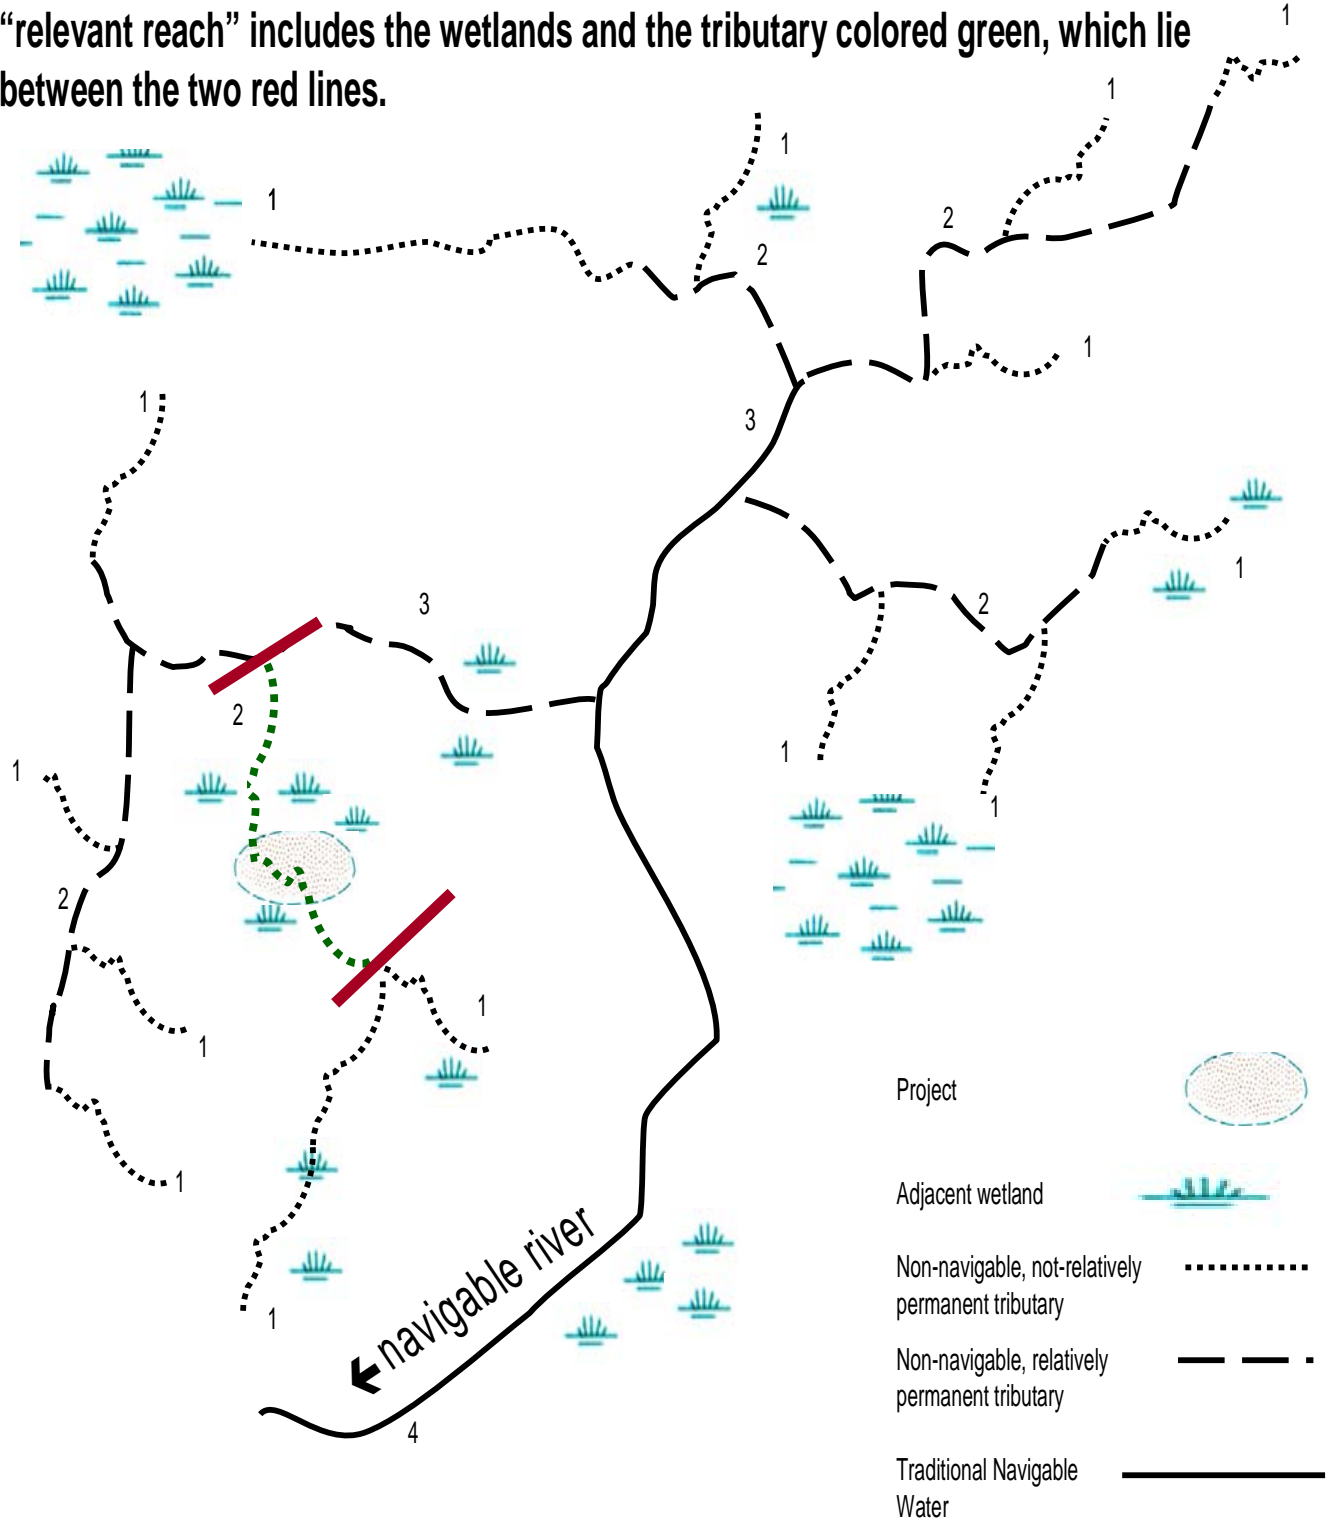 “relevant reach” includes the wetlands and the tributary colored green, which lie
between the two red lines.
1
1
1
1
2
2
1
1
3
1
3
2
2
1
1
1
1
2
1
1
1
1
1
navigable river
4
Project
Adjacent wetland
Non-navigable, not-relatively
permanent tributary
Non-navigable, relatively
permanent tributary
Traditional Navigable
Water